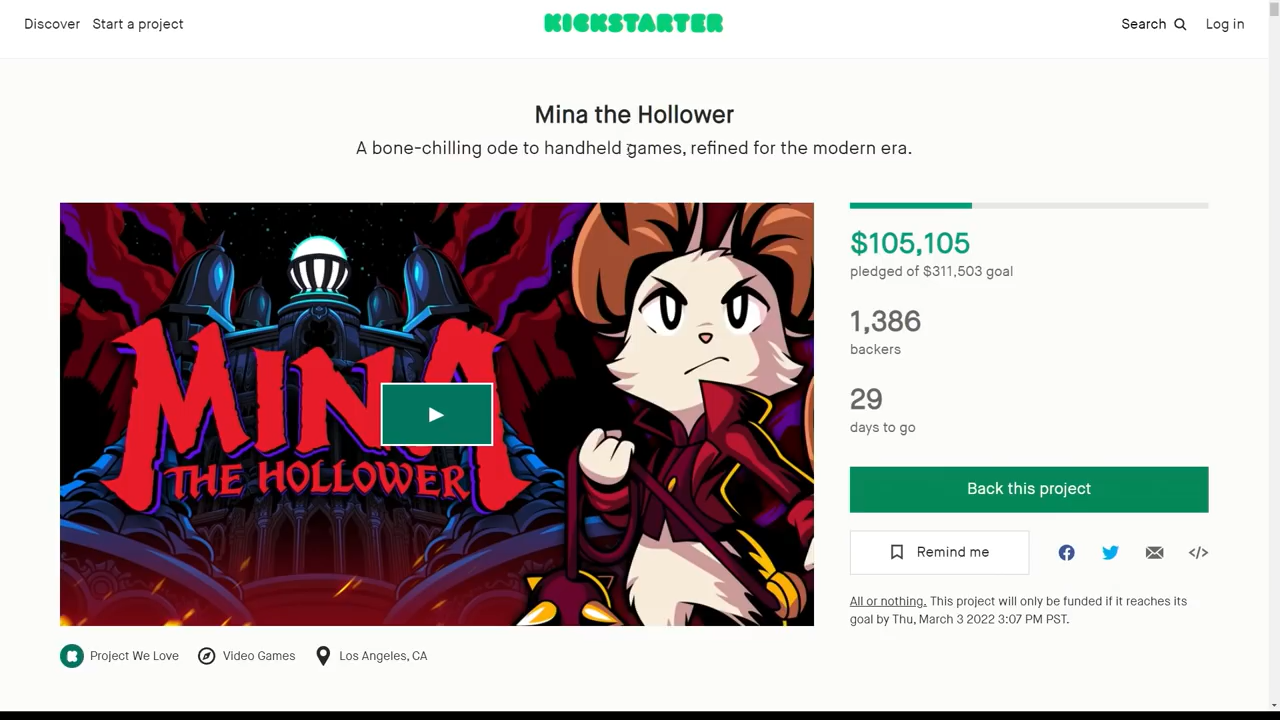 Discover Start a project KICKSTARTER Search Log in
Mina the Hollower
A bone-chilling ode to handheld games, refined for the modern era.
MINA
THE HOLLOWER
$105,105
pledged of $311,503 goal
1,386
backers
29
days to go
Back this project
Remind me
All or nothing. This project will only be funded if it reaches its
goal by Thu, March 3 2022 3:07 PM PST.
Project We Love Video Games Los Angeles, CA